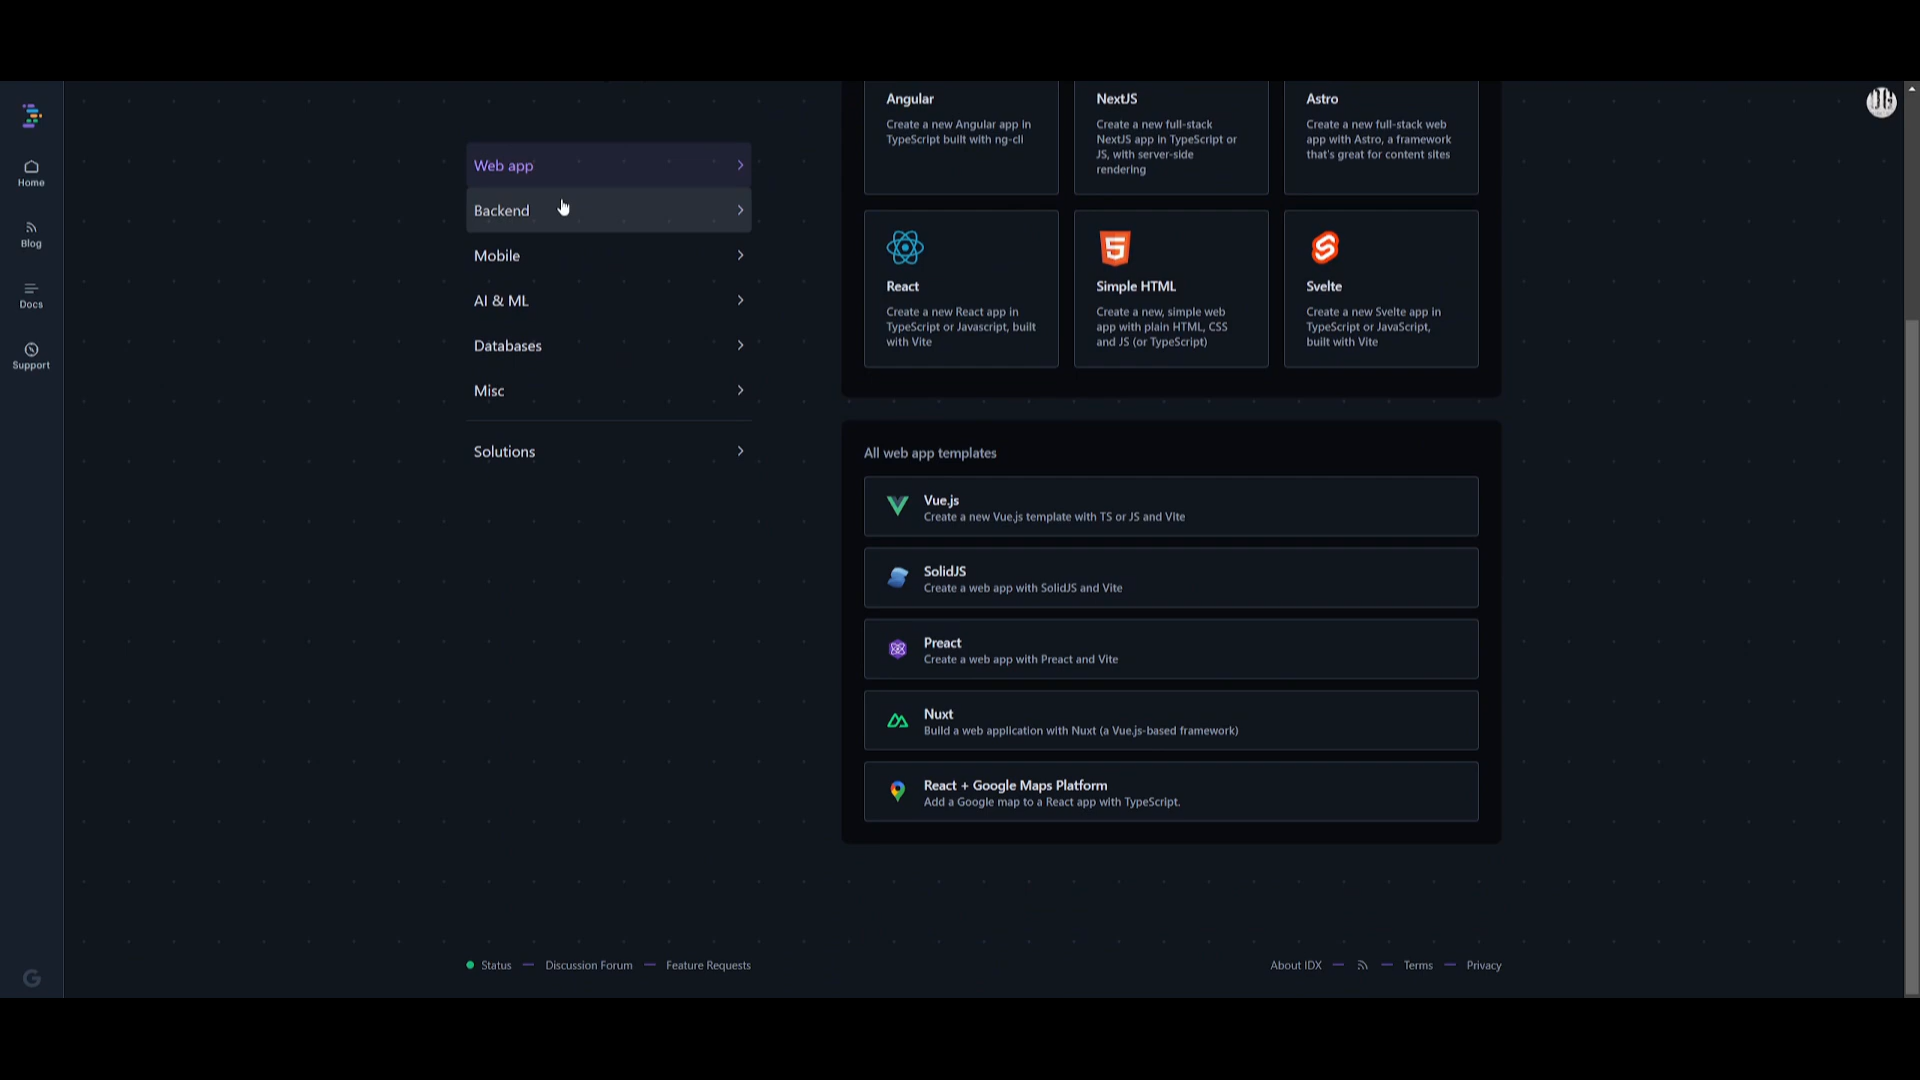 Home
Blog
Docs
Support
Web app
Backend
Mobile
AI & ML
Databases
Misc
Solutions
Angular
Create a new Angular app in
TypeScript built with ng-cli
NextJS
Create a new full-stack
NextJS app in TypeScript or
JS, with server-side
rendering
Astro
Create a new full-stack web
app with Astro, a framework
that's great for content sites
React
Create a new React app in
TypeScript or Javascript, built
with Vite
Simple HTML
Create a new, simple web
app with plain HTML, CSS
and JS (or TypeScript)
Svelte
Create a new Svelte app in
TypeScript or JavaScript,
built with Vite
All web app templates
Vue.js
Create a new Vue.js template with TS or JS and Vite
SolidJS
Create a web app with SolidJS and Vite
Preact
Create a web app with Preact and Vite
Nuxt
Build a web application with Nuxt (a Vue.js-based framework)
React + Google Maps Platform
Add a Google map to a React app with TypeScript.
Status — Discussion Forum — Feature Requests
About IDX — — Terms — Privacy